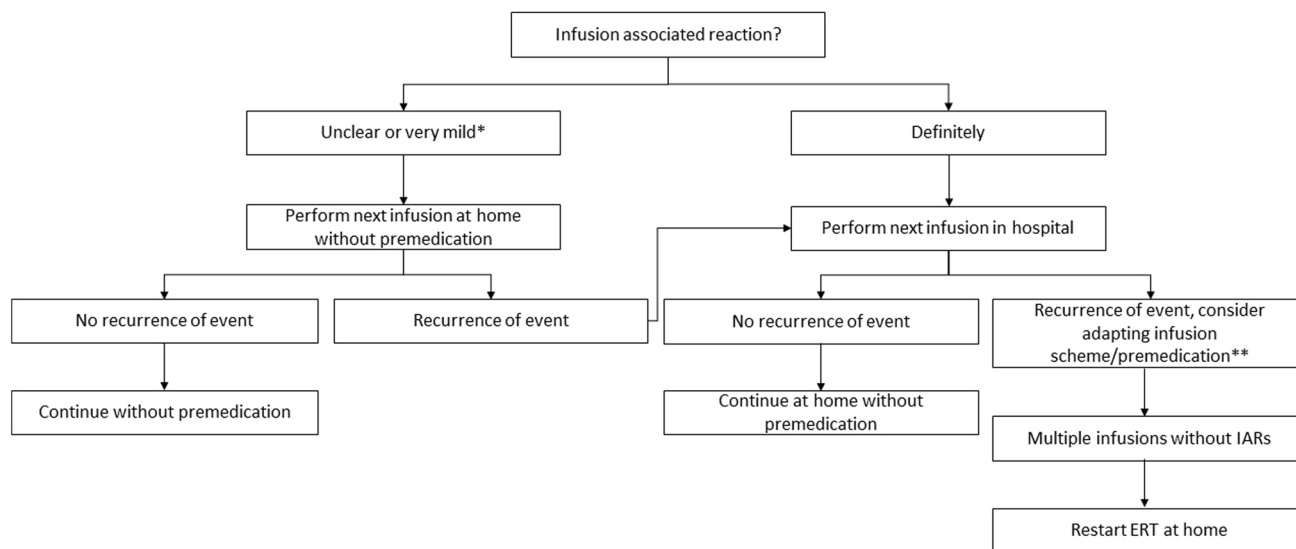 Infusion associated reaction?
Unclear or very mild*
Definitely
Perform next infusion at home
without premedication
Perform next infusion in hospital
No recurrence of event
Recurrence of event
No recurrence of event
Recurrence of event, consider
adapting infusion
scheme/premedication**
Continue without premedication
Continue at home without
premedication
Multiple infusions without IARs
Restart ERT at home